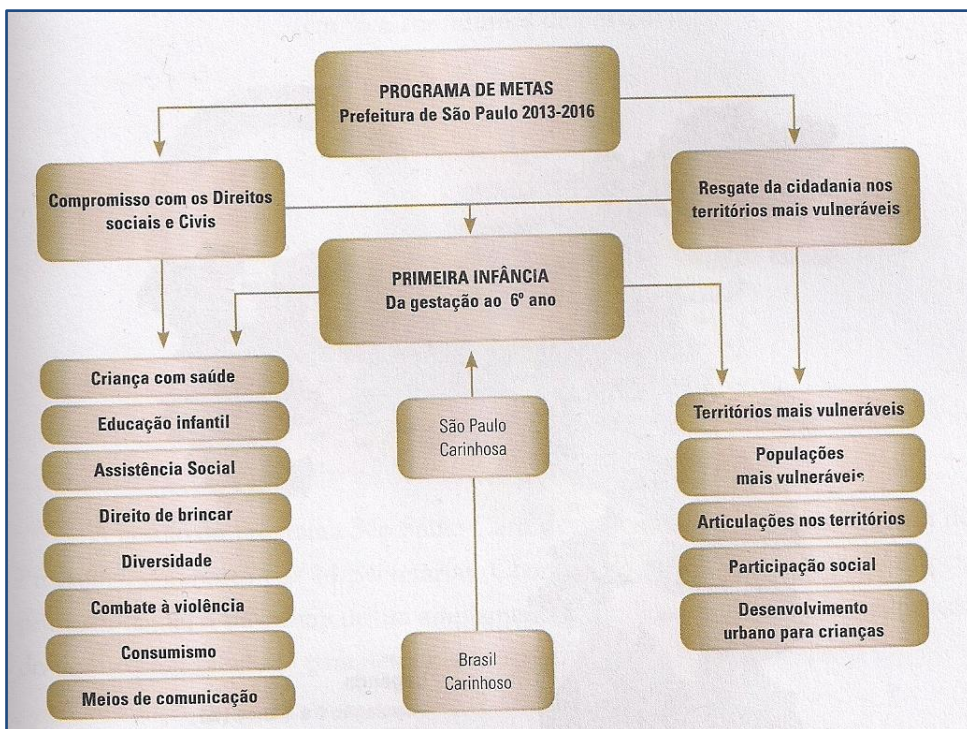 PROGRAMA DE METAS
Prefeitura de São Paulo 2013-2016
Compromisso com os Direitos
sociais e Civis
Resgate da cidadania nos
territórios mais vulneráveis
PRIMEIRA INFÂNCIA
Da gestação ao 6º ano
Criança com saúde
Educação infantil
Assistência Social
Direito de brincar
Diversidade
Combate à violência
Consumismo
Meios de comunicação
São Paulo
Carinhosa
Brasil
Carinhoso
Territórios mais vulneráveis
Populações
mais vulneráveis
Articulações nos territórios
Participação social
Desenvolvimento
urbano para crianças